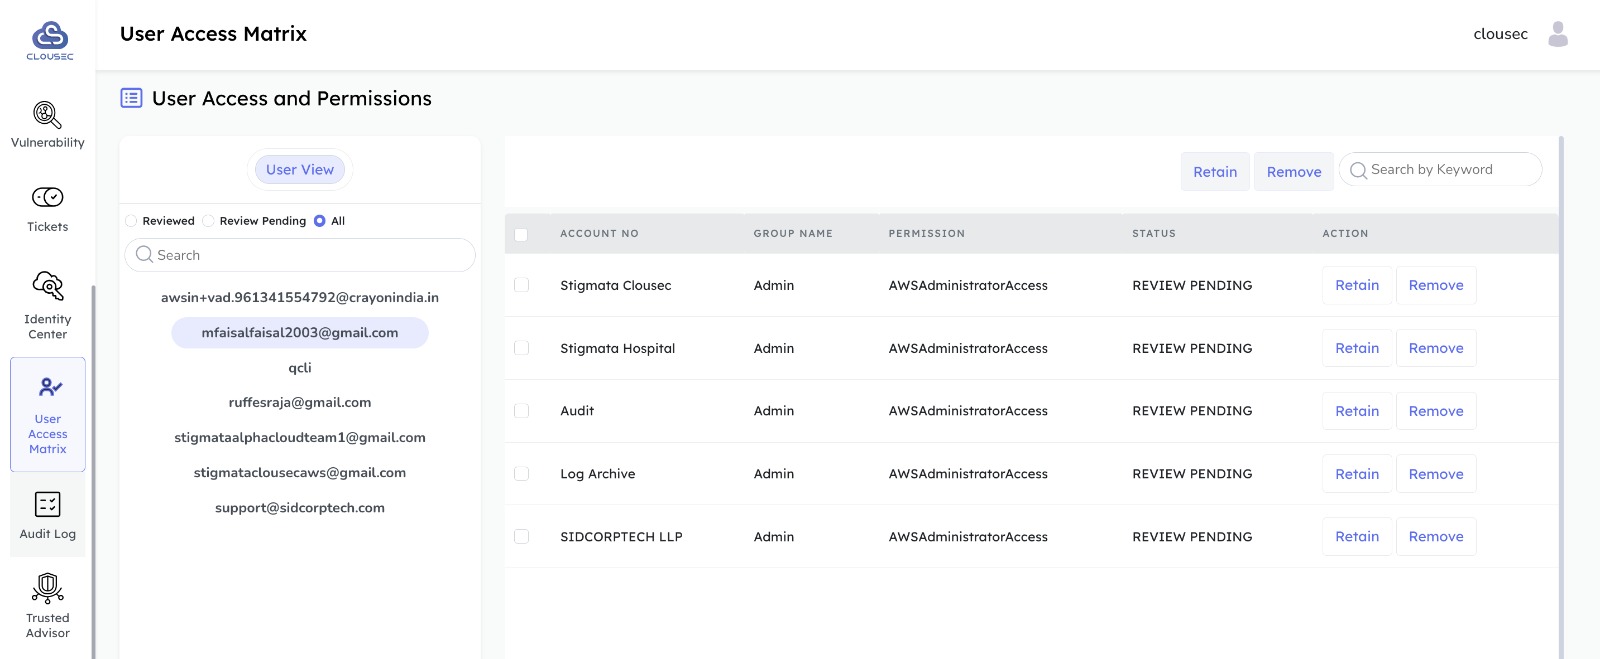 CLOUSEC
User Access Matrix
clousec
Vulnerability
Tickets
Identity
Center
User
Access
Matrix
Audit Log
Trusted
Advisor
User Access and Permissions
User View
Reviewed Review Pending All
Search
awsin+vad.961341554792@crayonindia.in
mfaisalfaisal2003@gmail.com
qcli
ruffesraja@gmail.com
stigmataalphacloudteam1@gmail.com
stigmataclousecaws@gmail.com
support@sidcorptech.com
Retain Remove Search by Keyword
ACCOUNT NO GROUP NAME PERMISSION STATUS ACTION
Stigmata Clousec Admin AWSAdministratorAccess REVIEW PENDING Retain Remove
Stigmata Hospital Admin AWSAdministratorAccess REVIEW PENDING Retain Remove
Audit Admin AWSAdministratorAccess REVIEW PENDING Retain Remove
Log Archive Admin AWSAdministratorAccess REVIEW PENDING Retain Remove
SIDCORPTECH LLP Admin AWSAdministratorAccess REVIEW PENDING Retain Remove